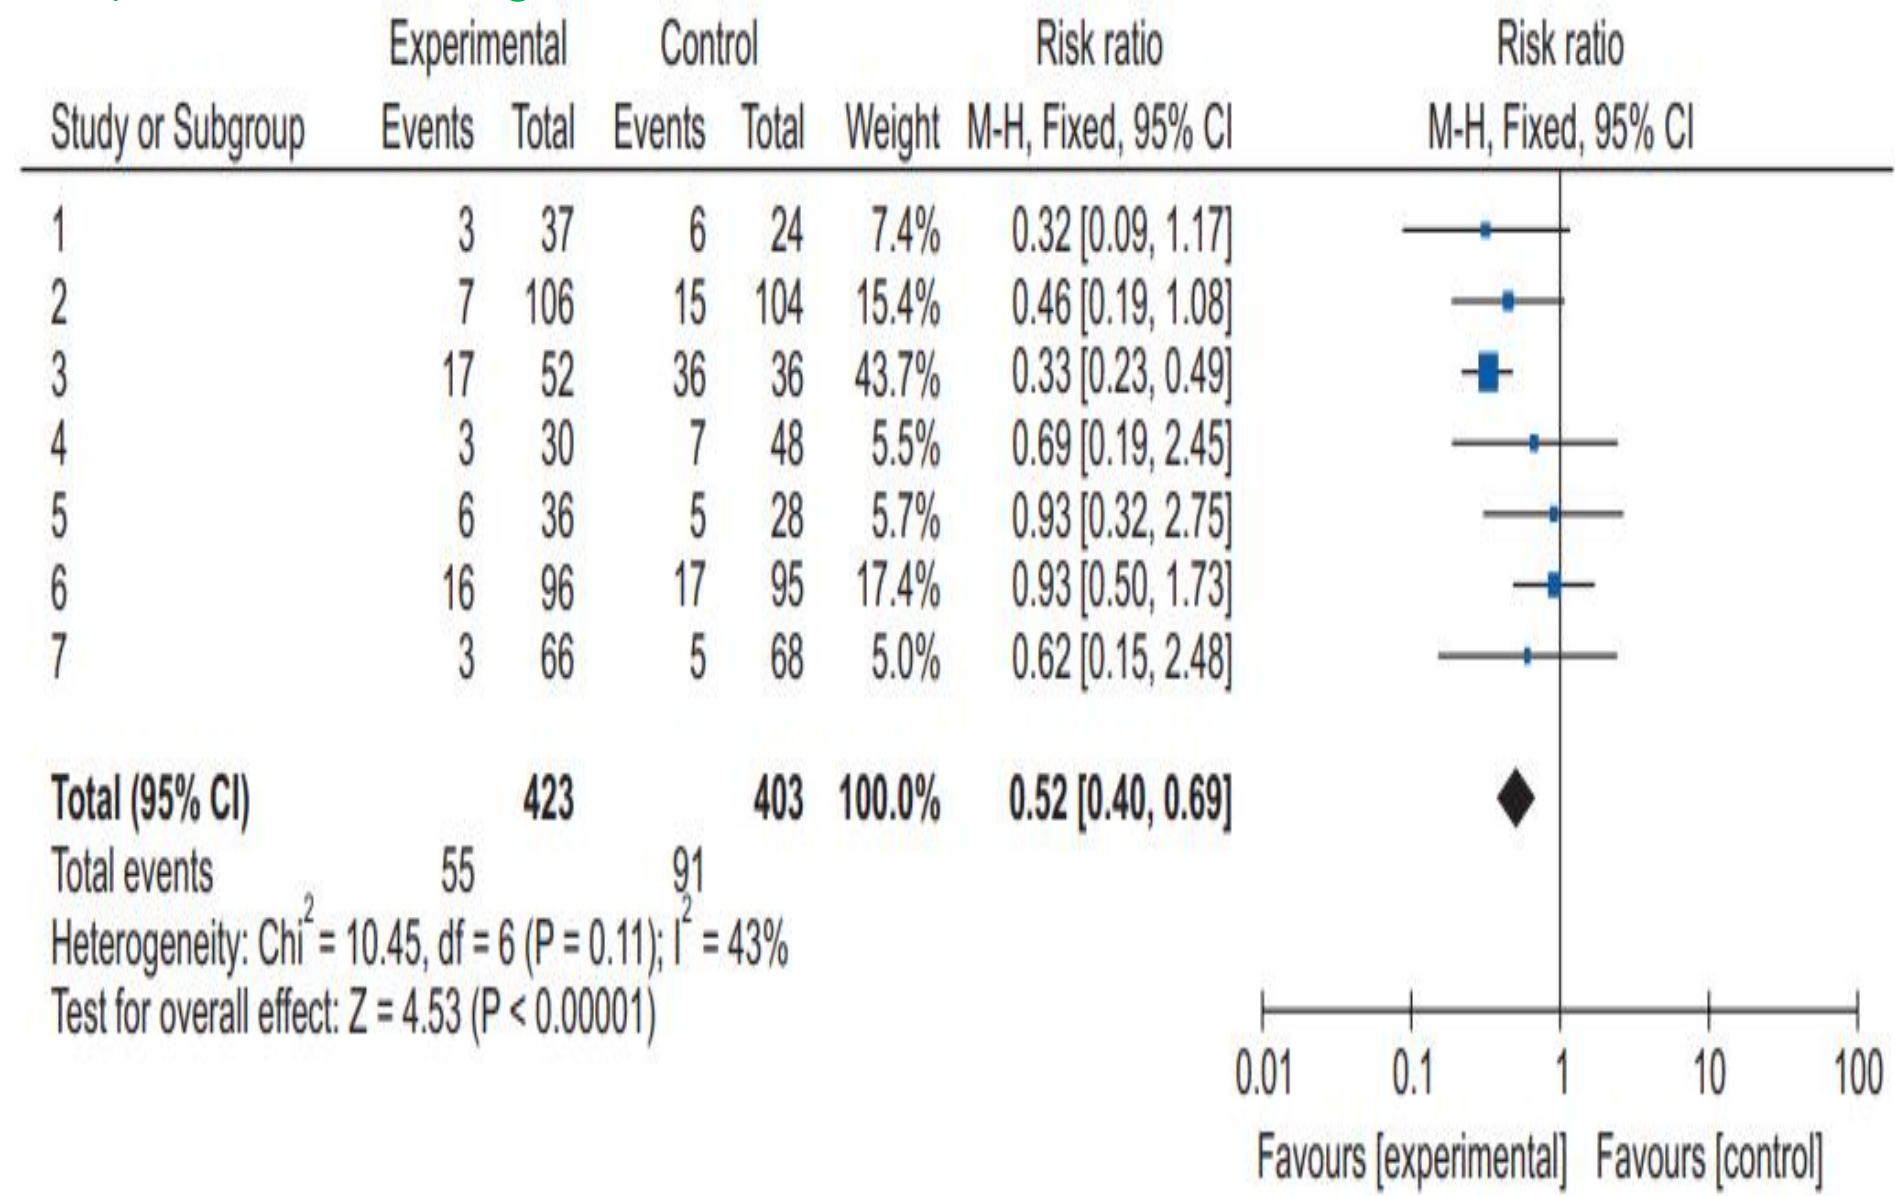 Experimental Control Risk ratio Risk ratio
Study or Subgroup Events Total Events Total Weight M-H, Fixed, 95% CI M-H, Fixed, 95% CI
1 3 37 6 24 7.4% 0.32 [0.09, 1.17]
2 7 106 15 104 15.4% 0.46 [0.19, 1.08]
3 17 52 36 36 43.7% 0.33 [0.23, 0.49]
4 3 30 7 48 5.5% 0.69 [0.19, 2.45]
5 6 36 5 28 5.7% 0.93 [0.32, 2.75]
6 16 96 17 95 17.4% 0.93 [0.50, 1.73]
7 3 66 5 68 5.0% 0.62 [0.15, 2.48]
Total (95% CI) 423 403 100.0% 0.52 [0.40, 0.69]
Total events 55 91
Heterogeneity: Chi² = 10.45, df = 6 (P = 0.11); I² = 43%
Test for overall effect: Z = 4.53 (P < 0.00001)
0.01 0.1 1 10 100
Favours [experimental] Favours [control]